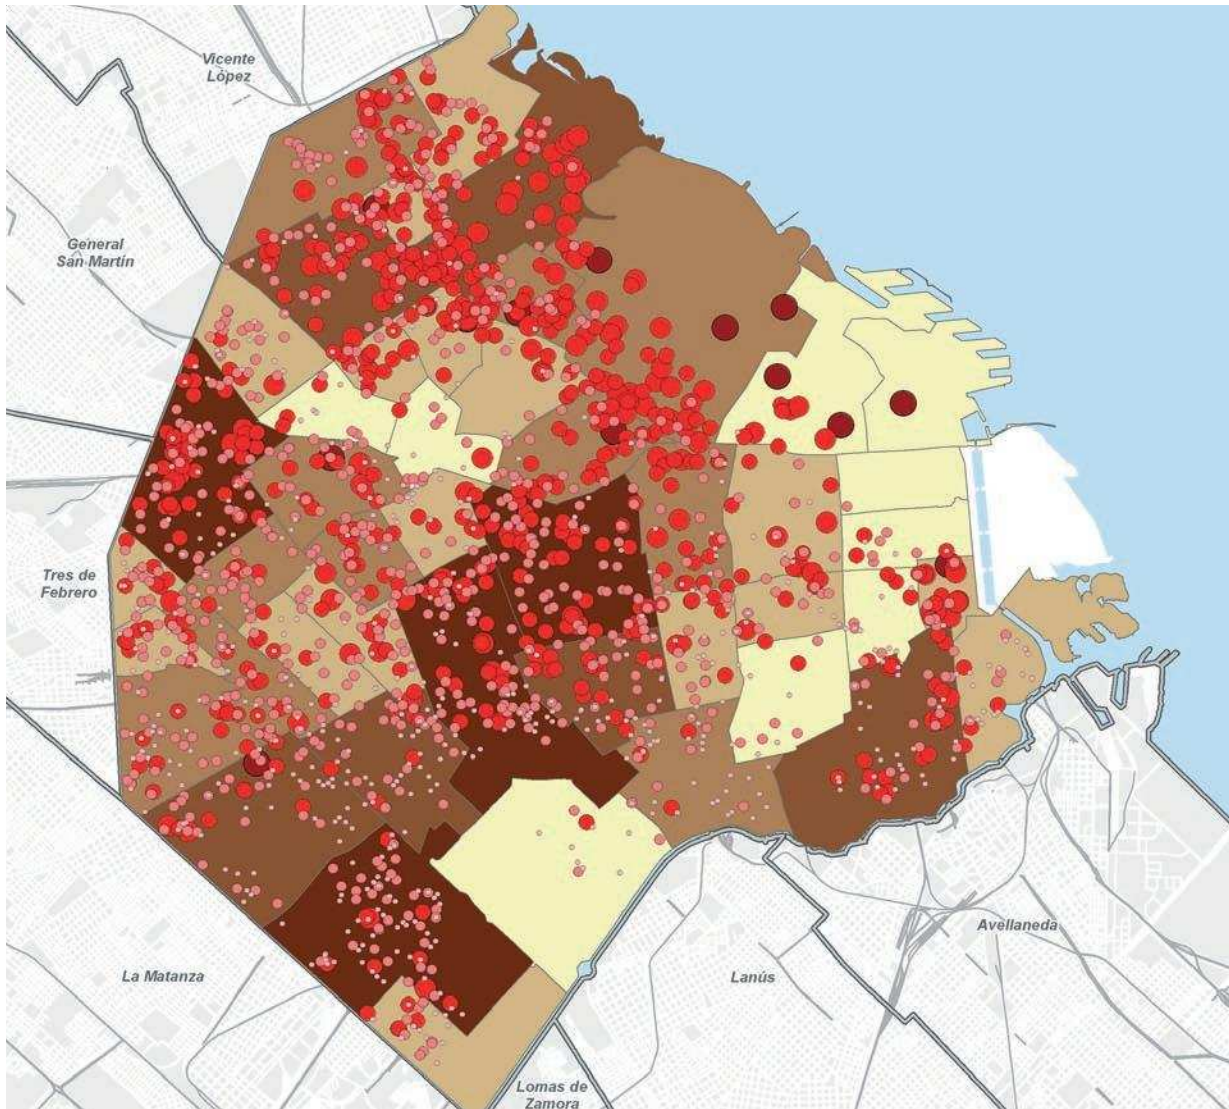 Vicente
López
General
San Martín
Tres de
Febrero
La Matanza
Lanús
Avellaneda
Lomas de
Zamora